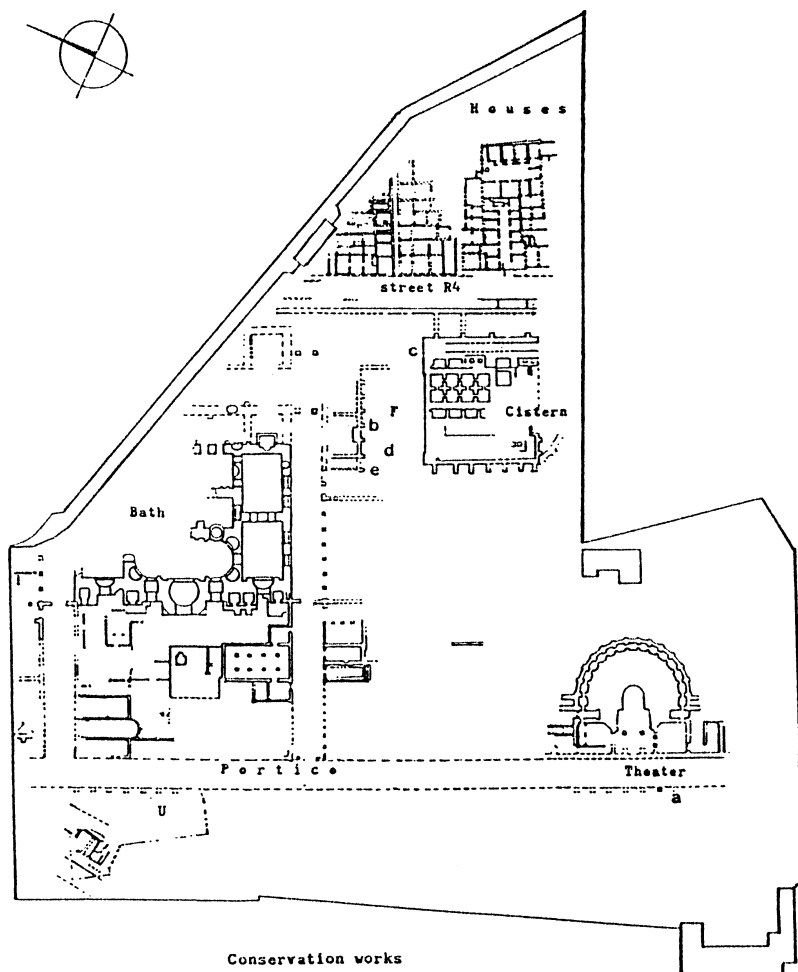 Houses
street R4
c
F
Cistern
b
d
e
Bath
Portico
Theater
a
U
Conservation works